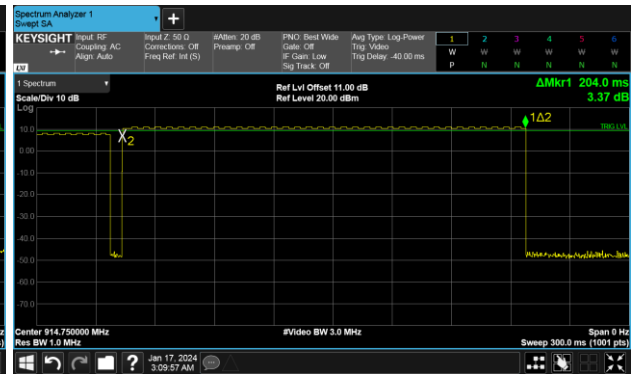 Spectrum Analyzer 1
Swept SA
+
KEYSIGHT
Input: RF
Coupling: AC
Align: Auto
LXI
Input Z: 50 Ω
Corrections: Off
Freq Ref: Int (S)
#Atten: 20 dB
Preamp: Off
PNO: Best Wide
Gate: Off
IF Gain: Low
Sig Track: Off
Avg Type: Log-Power
Trig: Video
Trig Delay: -40.00 ms
1 2 3 4 5 6
W W W W W W
P N N N N N
1 Spectrum
Scale/Div 10 dB
Log
Ref Lvl Offset 11.00 dB
Ref Level 20.00 dBm
ΔMkr1 204.0 ms
3.37 dB
1Δ2
TRIG LVL
X2
10.0
0.00
-10.0
-20.0
-30.0
-40.0
-50.0
-60.0
-70.0
Center 914.750000 MHz
Res BW 1.0 MHz
#Video BW 3.0 MHz
Span 0 Hz
Sweep 300.0 ms (1001 pts)
?
Jan 17, 2024
3:09:57 AM
z
s)